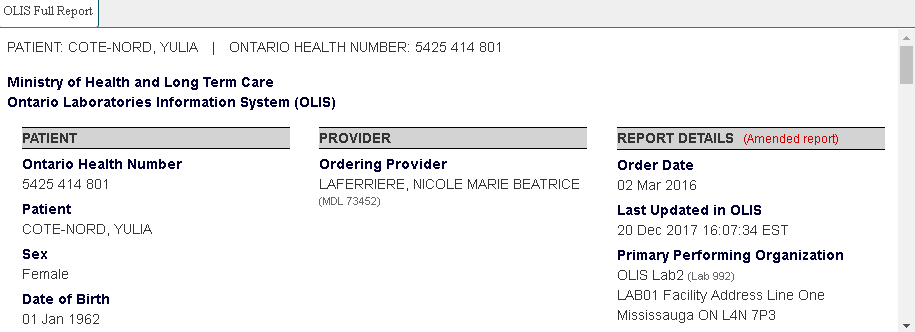 OLIS Full Report
PATIENT: COTE-NORD, YULIA | ONTARIO HEALTH NUMBER: 5425 414 801
Ministry of Health and Long Term Care
Ontario Laboratories Information System (OLIS)
PATIENT
Ontario Health Number
5425 414 801
Patient
COTE-NORD, YULIA
Sex
Female
Date of Birth
01 Jan 1962
PROVIDER
Ordering Provider
LAFERRIERE, NICOLE MARIE BEATRICE
(MDL 73452)
REPORT DETAILS (Amended report)
Order Date
02 Mar 2016
Last Updated in OLIS
20 Dec 2017 16:07:34 EST
Primary Performing Organization
OLIS Lab2 (Lab 992)
LAB01 Facility Address Line One
Mississauga ON L4N 7P3